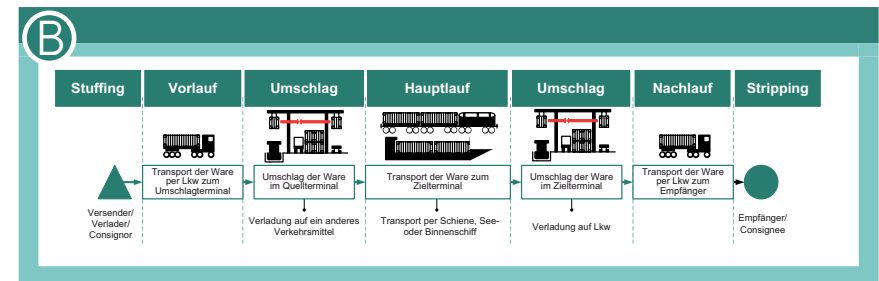 B
Stuffing
Vorlauf
Umschlag
Hauptlauf
Umschlag
Nachlauf
Stripping
Transport der Ware
per Lkw zum
Umschlagterminal
Umschlag der Ware
im Quellterminal
Transport der Ware zum
Zielterminal
Umschlag der Ware
im Zielterminal
Transport der Ware
per Lkw zum
Empfänger
Versender/
Verlader/
Consignor
Verladung auf ein anderes
Verkehrsmittel
Transport per Schiene, See-
oder Binnenschiff
Verladung auf Lkw
Empfänger/
Consignee